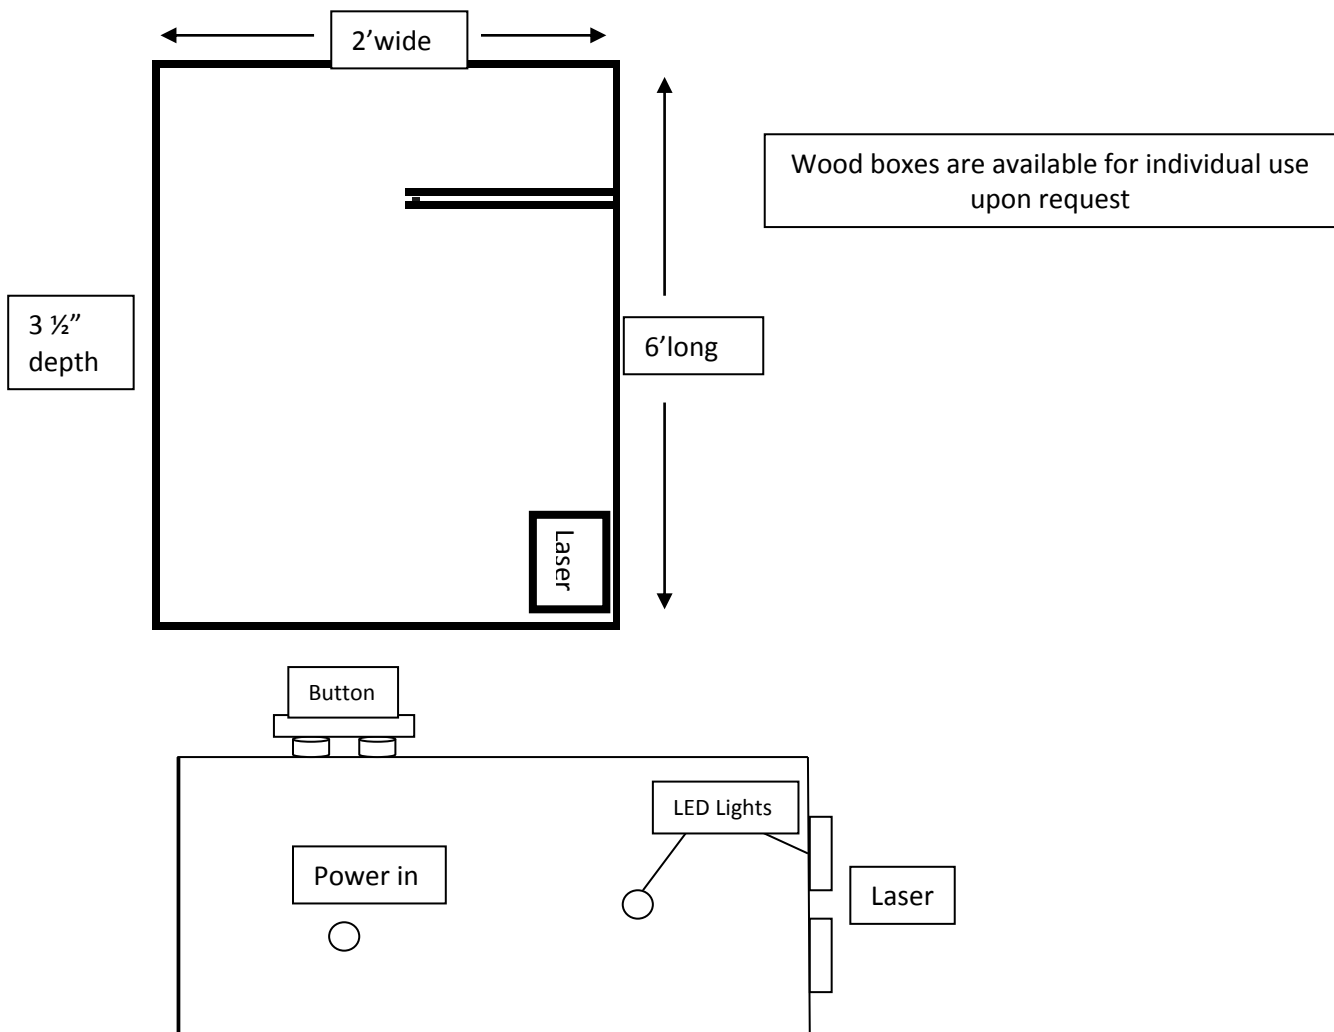 2’wide
Wood boxes are available for individual use
upon request
3 ½”
depth
6’long
Laser
Button
LED Lights
Power in
Laser